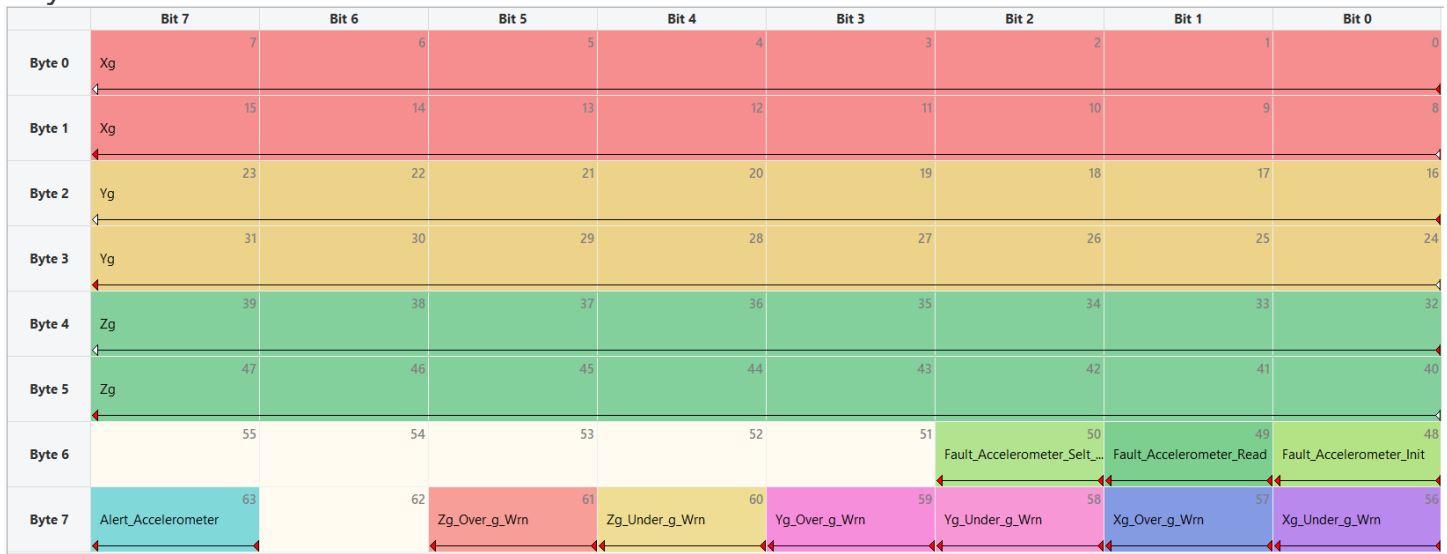 Bit 7 Bit 6 Bit 5 Bit 4 Bit 3 Bit 2 Bit 1 Bit 0
7 6 5 4 3 2 1 0
Byte 0 Xg
15 14 13 12 11 10 9 8
Byte 1 Xg
23 22 21 20 19 18 17 16
Byte 2 Yg
31 30 29 28 27 26 25 24
Byte 3 Yg
39 38 37 36 35 34 33 32
Byte 4 Zg
47 46 45 44 43 42 41 40
Byte 5 Zg
55 54 53 52 51 50 49 48
Byte 6 Fault_Accelerometer_Selt_... Fault_Accelerometer_Read Fault_Accelerometer_Init
63 62 61 60 59 58 57 56
Byte 7 Alert_Accelerometer Zg_Over_g_Wrn Zg_Under_g_Wrn Yg_Over_g_Wrn Yg_Under_g_Wrn Xg_Over_g_Wrn Xg_Under_g_Wrn